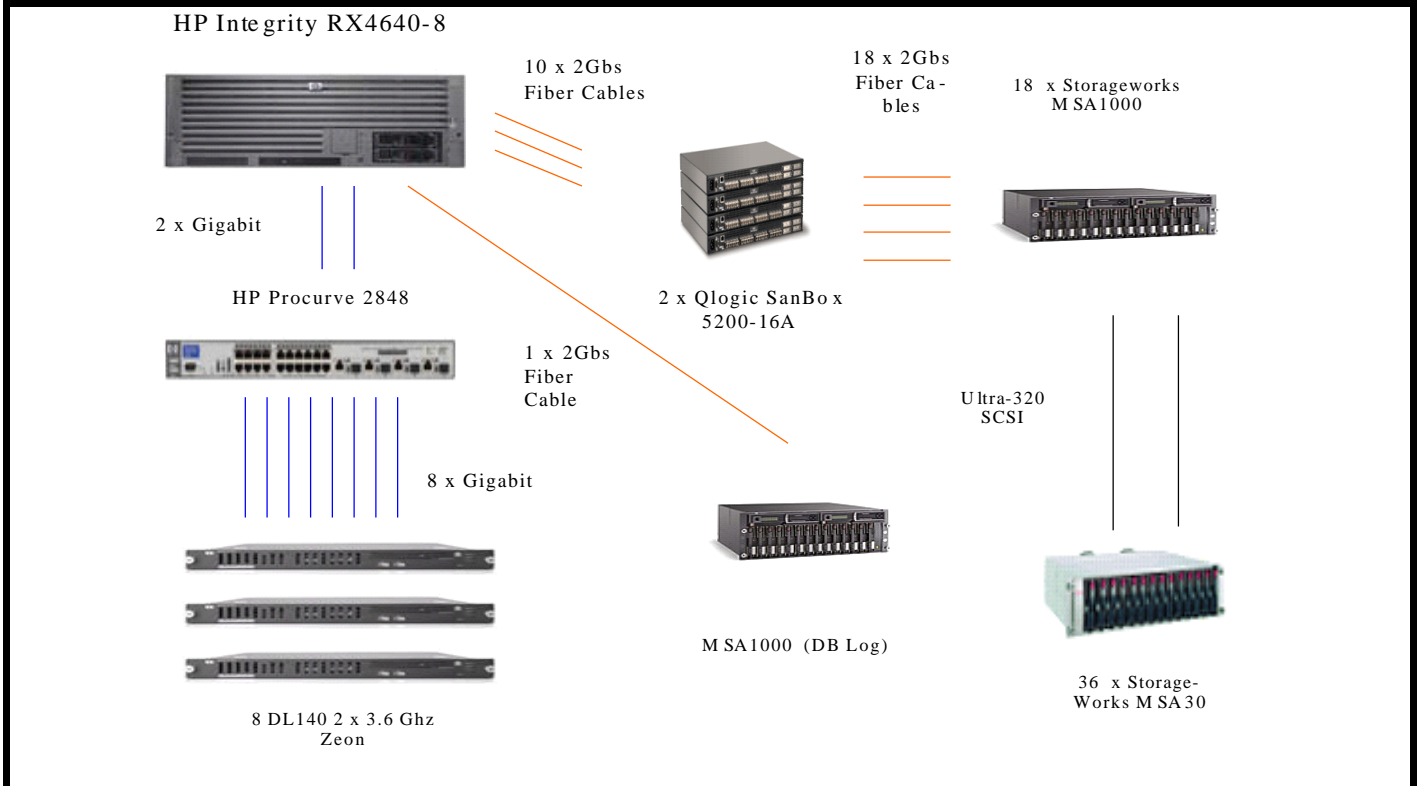 HP Integrity RX4640-8
10 x 2Gbs
Fiber Cables
18 x 2Gbs
Fiber Ca-
bles
18 x Storageworks
MSA1000
2 x Gigabit
HP Procurve 2848
2 x Qlogic SanBox
5200-16A
1 x 2Gbs
Fiber
Cable
Ultra-320
SCSI
8 x Gigabit
MSA1000 (DB Log)
36 x Storage-
Works MSA30
8 DL140 2 x 3.6 Ghz
Zeon